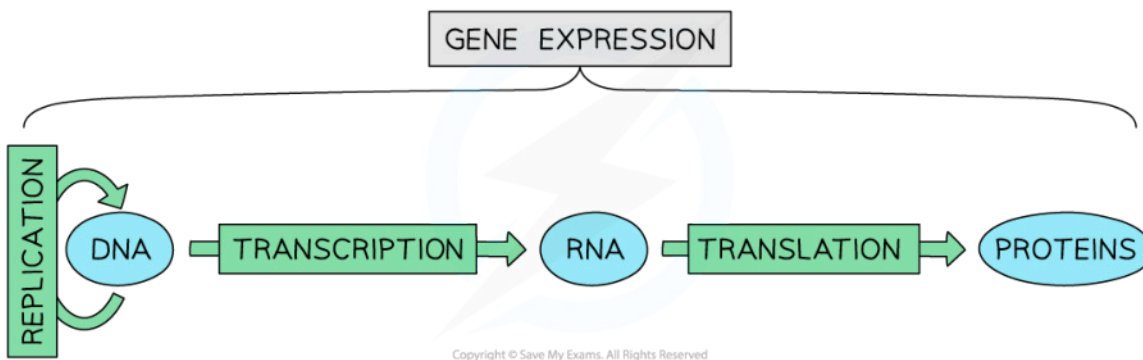 GENE EXPRESSION
REPLICATION
DNA
TRANSCRIPTION
RNA
TRANSLATION
PROTEINS
Copyright © Save My Exams. All Rights Reserved